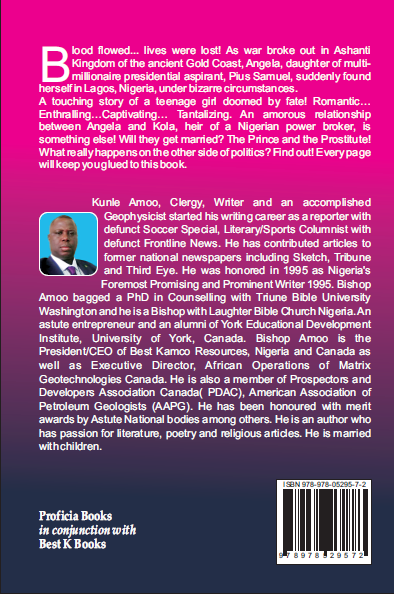 Blood flowed... lives were lost! As war broke out in Ashanti
Kingdom of the ancient Gold Coast, Angela, daughter of multi-
millionaire presidential aspirant, Pius Samuel, suddenly found
herself in Lagos, Nigeria, under bizarre circumstances.
A touching story of a teenage girl doomed by fate! Romantic...
Enthralling...Captivating... Tantalizing. An amorous relationship
between Angela and Kola, heir of a Nigerian power broker, is
something else! Will they get married? The Prince and the Prostitute!
What really happens on the other side of politics? Find out! Every page
will keep you glued to this book.
Kunle Amoo, Clergy, Writer and an accomplished
Geophysicist started his writing career as a reporter with
defunct Soccer Special, Literary/Sports Columnist with
defunct Frontline News. He has contributed articles to
former national newspapers including Sketch, Tribune
and Third Eye. He was honored in 1995 as Nigeria's
Foremost Promising and Prominent Writer 1995. Bishop
Amoo bagged a PhD in Counselling with Triune Bible University
Washington and he is a Bishop with Laughter Bible Church Nigeria. An
astute entrepreneur and an alumni of York Educational Development
Institute, University of York, Canada. Bishop Amoo is the
President/CEO of Best Kamco Resources, Nigeria and Canada as
well as Executive Director, African Operations of Matrix
Geotechnologies Canada. He is also a member of Prospectors and
Developers Association Canada( PDAC), American Association of
Petroleum Geologists (AAPG). He has been honoured with merit
awards by Astute National bodies among others. He is an author who
has passion for literature, poetry and religious articles. He is married
with children.
ISBN 978-978-05295-7-2
9 789780 529572
Proficia Books
in conjunction with
Best K Books